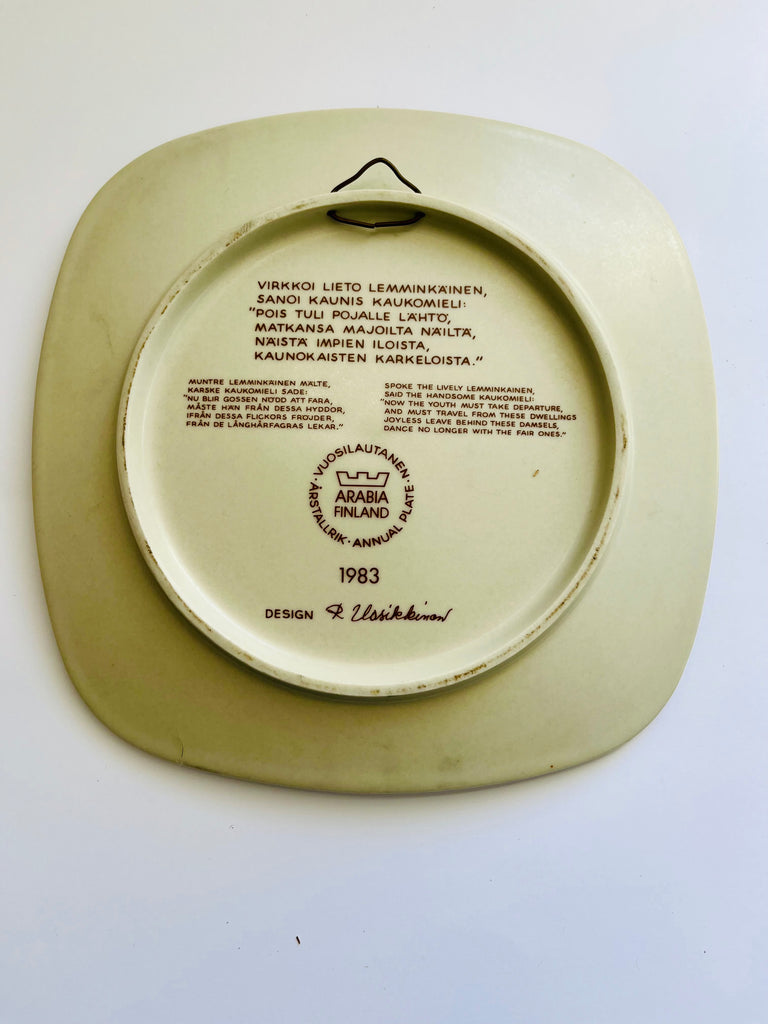 VIRKKOI LIETO LEMMINKÄINEN,
SANOI KAUNIS KAUKOMIELI:
"POIS TULI POJALLE LÄHTÖ,
MATKANSA MAJOILTA NÄILTÄ,
NÄISTÄ IMPIEN ILOISTA,
KAUNOKAISTEN KARKELOISTA."
MUNTRE LEMMINKÄINEN MÄLTE,
KARSKE KAUKOMIELI SADE:
"NU BLIR GOSSEN NÖDD ATT FARA,
MÅSTE HÄN FRÅN DESSA HYDDOR,
IFRÅN DESSA FLICKORS FRÖJDER,
FRÅN DE LÅNGHÅRFAGRAS LEKAR."
SPOKE THE LIVELY LEMMINKAINEN,
SAID THE HANDSOME KAUKOMIELI:
"NOW THE YOUTH MUST TAKE DEPARTURE,
AND MUST TRAVEL FROM THESE DWELLINGS
JOYLESS LEAVE BEHIND THESE DAMSELS,
DANCE NO LONGER WITH THE FAIR ONES."
· VUOSILAUTANEN ·
ANNUAL PLATE ·
ÅRSTALLRIK ·
ARABIA
FINLAND
1983
DESIGN R Uosikkinen